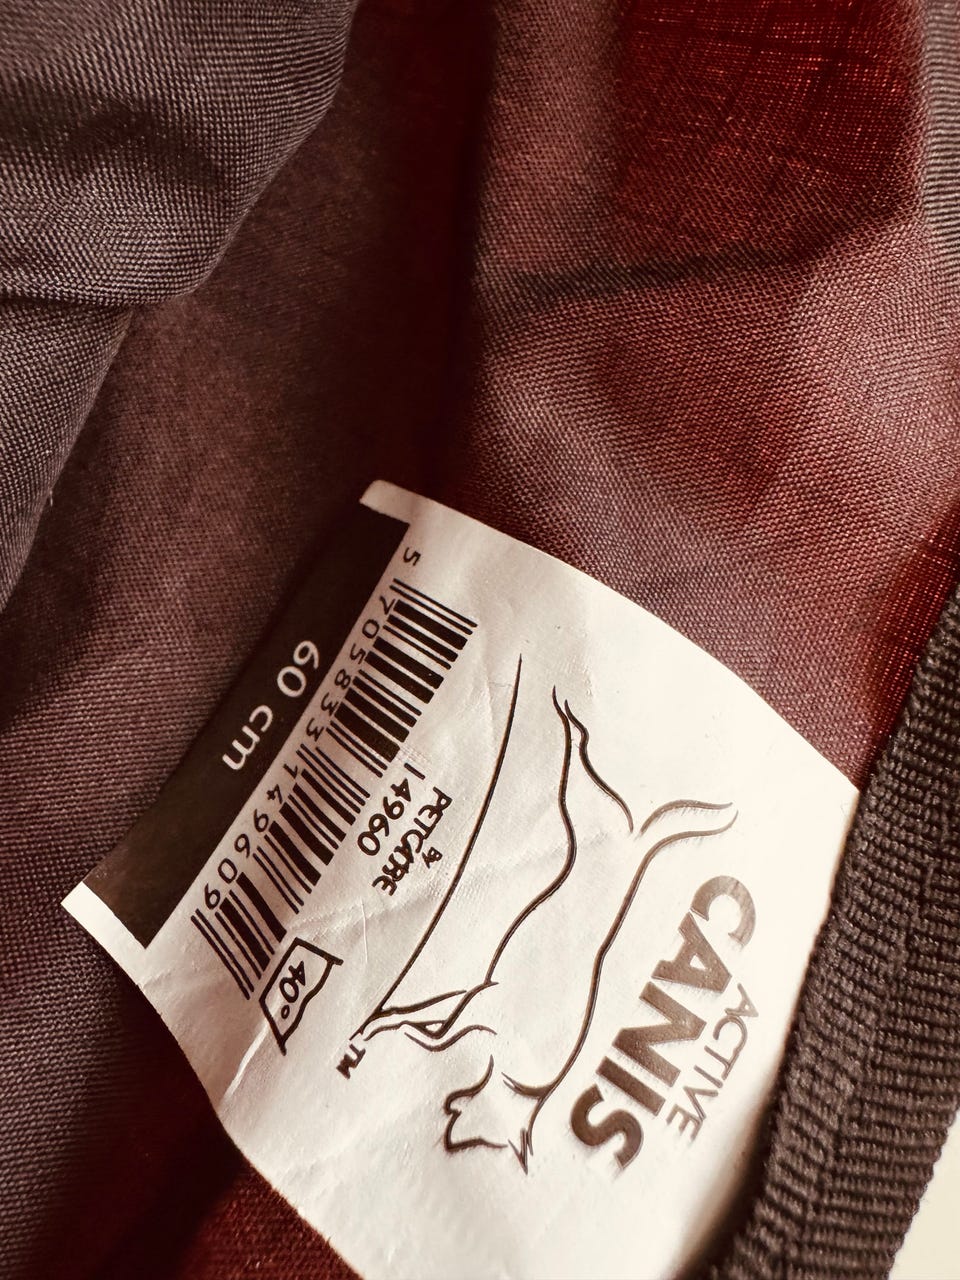 ACTIVE
CANIS
TM
BY
PETCARE
14960
40°
5 705833 149609
60 cm